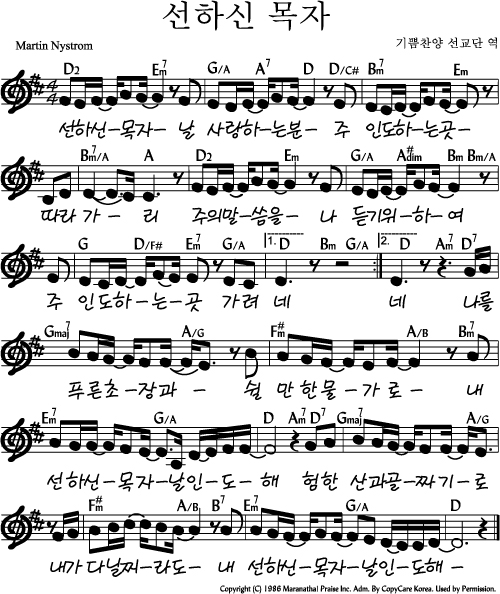 선하신 목자
Martin Nystrom 기쁨찬양 선교단 역
D2 Em7 G/A A7 D D/C# Bm7 Em
선하신-목자- 날 사랑하-는분- 주 인도하-는곳-
Bm7/A A D2 Em7 G/A A#dim Bm Bm/A
따라 가- 리 주의말-씀을- 나 듣기위-하-여
G D/F# Em7 G/A 1. D Bm G/A 2. D Am7 D7
주 인도하-는-곳 가려 네 네 나를
Gmaj7 A/G F#m7 A/B Bm7
푸른초-장과- 쉴 만한물-가로- 내
Em7 G/A D Am7 D7 Gmaj7 A/G
선하신-목자-날인-도-해 험한 산과골-짜기-로
F#m7 A/B B7 Em7 G/A D
내가 다닐찌-라도- 내 선하신-목자-날인-도해-
Copyright (C) 1986 Maranatha! Praise Inc. Adm. By CopyCare Korea. Used by Permission.